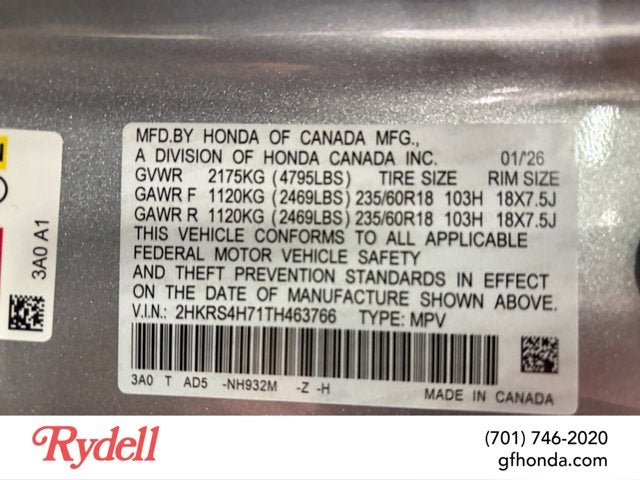 MFD.BY HONDA OF CANADA MFG.,
A DIVISION OF HONDA CANADA INC. 01/'26
GVWR 2175KG (4795LBS) TIRE SIZE RIM SIZE
GAWR F 1120KG (2469LBS) 235/60R18 103H 18X7.5J
GAWR R 1120KG (2469LBS) 235/60R18 103H 18X7.5J
THIS VEHICLE CONFORMS TO ALL APPLICABLE
FEDERAL MOTOR VEHICLE SAFETY
AND THEFT PREVENTION STANDARDS IN EFFECT
ON THE DATE OF MANUFACTURE SHOWN ABOVE.
V.I.N.: 2HKRS4H71TH463766 TYPE: MPV
3A0 T AD5 -NH932M -Z -H MADE IN CANADA
3A0 A1
Rydell
(701) 746-2020
gfhonda.com